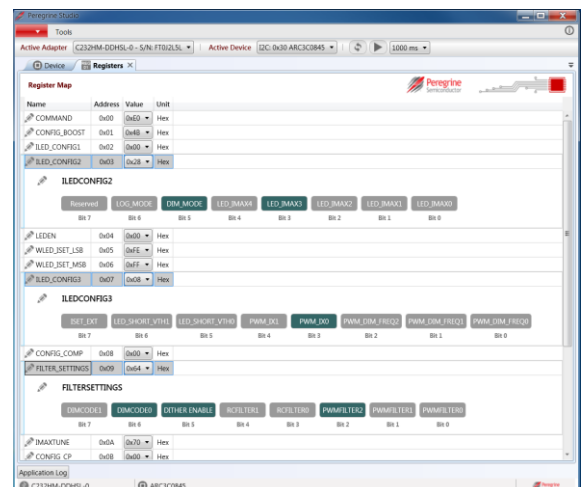 Peregrine Studio
Tools
Active Adapter C232HM-DDHSL-0 - S/N: FT0J2L5L Active Device I2C: 0x30 ARC3C0845 1000 ms
Device Registers ×
Register Map
Peregrine
Semiconductor
Name Address Value Unit
COMMAND 0x00 0xE0 Hex
CONFIG_BOOST 0x01 0x4B Hex
ILED_CONFIG1 0x02 0x00 Hex
ILED_CONFIG2 0x03 0x28 Hex
ILEDCONFIG2
Reserved LOG_MODE DIM_MODE LED_IMAX4 LED_IMAX3 LED_IMAX2 LED_IMAX1 LED_IMAX0
Bit 7 Bit 6 Bit 5 Bit 4 Bit 3 Bit 2 Bit 1 Bit 0
LEDEN 0x04 0x00 Hex
WLED_ISET_LSB 0x05 0xFE Hex
WLED_ISET_MSB 0x06 0xFF Hex
ILED_CONFIG3 0x07 0x08 Hex
ILEDCONFIG3
ISET_EXT LED_SHORT_VTH1 LED_SHORT_VTH0 PWM_IX1 PWM_IX0 PWM_DIM_FREQ2 PWM_DIM_FREQ1 PWM_DIM_FREQ0
Bit 7 Bit 6 Bit 5 Bit 4 Bit 3 Bit 2 Bit 1 Bit 0
CONFIG_COMP 0x08 0x00 Hex
FILTER_SETTINGS 0x09 0x64 Hex
FILTERSETTINGS
DIMCODE1 DIMCODE0 DITHER ENABLE RCFILTER1 RCFILTER0 PWMFILTER2 PWMFILTER1 PWMFILTER0
Bit 7 Bit 6 Bit 5 Bit 4 Bit 3 Bit 2 Bit 1 Bit 0
IMAXTUNE 0x0A 0x70 Hex
CONFIG_CP 0x0B 0x00 Hex
Application Log
C232HM-DDHSL-0 ARC3C0845 Peregrine